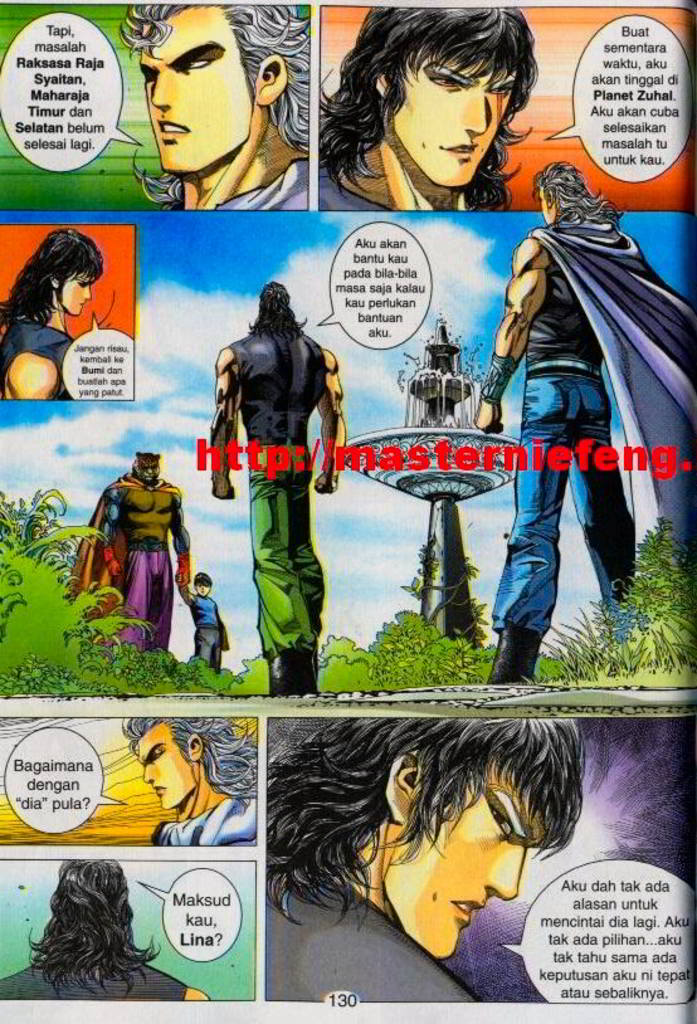 Tapi,
masalah
Raksasa Raja
Syaitan,
Maharaja
Timur dan
Selatan belum
selesai lagi.
Buat
sementara
waktu, aku
akan tinggal di
Planet Zuhal.
Aku akan cuba
selesaikan
masalah tu
untuk kau.
Jangan risau,
kembali ke
Bumi dan
buatlah apa
yang patut.
Aku akan
bantu kau
pada bila-bila
masa saja kalau
kau perlukan
bantuan
aku.
http://masterniefeng.
Bagaimana
dengan
"dia" pula?
Maksud
kau,
Lina?
Aku dah tak ada
alasan untuk
mencintai dia lagi. Aku
tak ada pilihan...aku
tak tahu sama ada
keputusan aku ni tepat
atau sebaliknya.
130